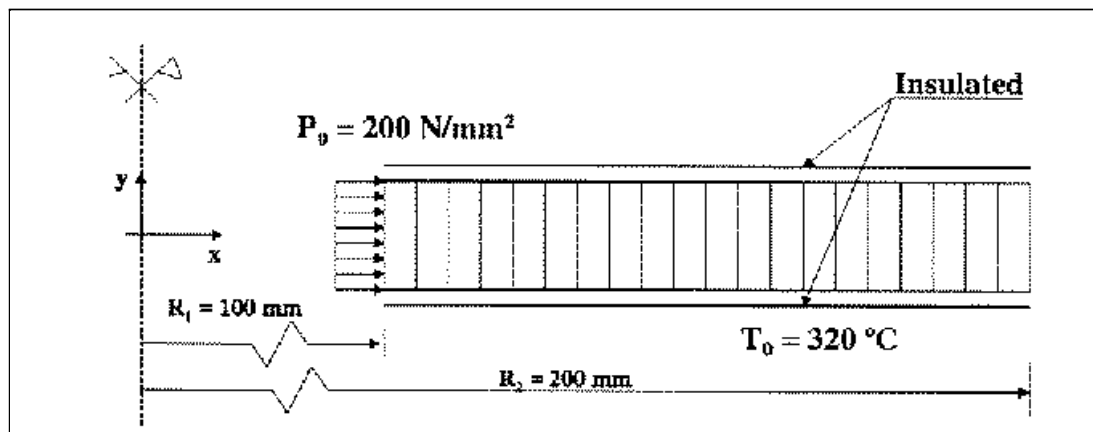 Insulated
P₀ = 200 N/mm²
y
x
R₁ = 100 mm
T₀ = 320 °C
R₂ = 200 mm